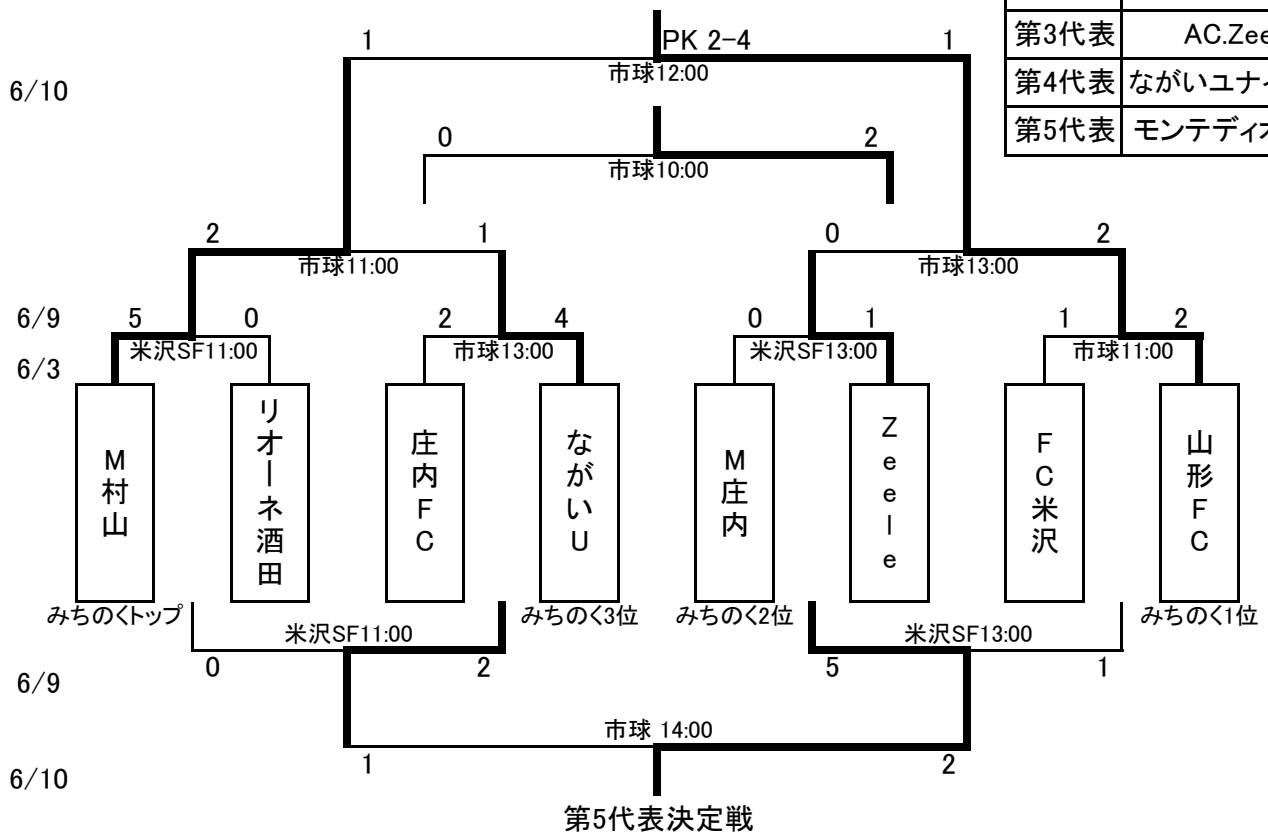 1
PK 2-4
1
市球12:00
6/10
第3代表
AC.Zee
第4代表
ながいユナ
第5代表
モンテディオ
0
2
市球10:00
2
1
市球11:00
0
2
市球13:00
6/9
6/3
5
0
米沢SF11:00
2
4
市球13:00
0
1
米沢SF13:00
1
2
市球11:00
M村山
リオーネ酒田
庄内FC
ながいU
M庄内
Zeele
FC米沢
山形FC
みちのくトップ
みちのく3位
みちのく2位
みちのく1位
米沢SF11:00
0
2
米沢SF13:00
5
1
6/9
市球 14:00
1
2
6/10
第5代表決定戦